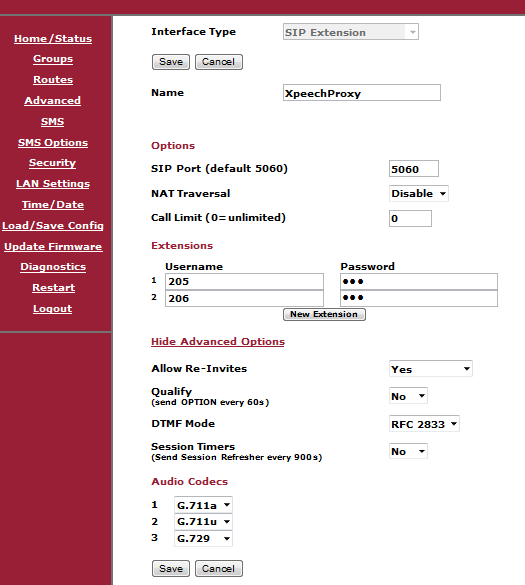 Home/Status
Groups
Routes
Advanced
SMS
SMS Options
Security
LAN Settings
Time/Date
Load/Save Config
Update Firmware
Diagnostics
Restart
Logout
Interface Type SIP Extension
Save Cancel
Name XpeechProxy
Options
SIP Port (default 5060) 5060
NAT Traversal Disable
Call Limit (0=unlimited) 0
Extensions
Username Password
1 205 ●●●
2 206 ●●●
New Extension
Hide Advanced Options
Allow Re-Invites Yes
Qualify No
(send OPTION every 60s)
DTMF Mode RFC 2833
Session Timers No
(Send Session Refresher every 900s)
Audio Codecs
1 G.711a
2 G.711u
3 G.729
Save Cancel